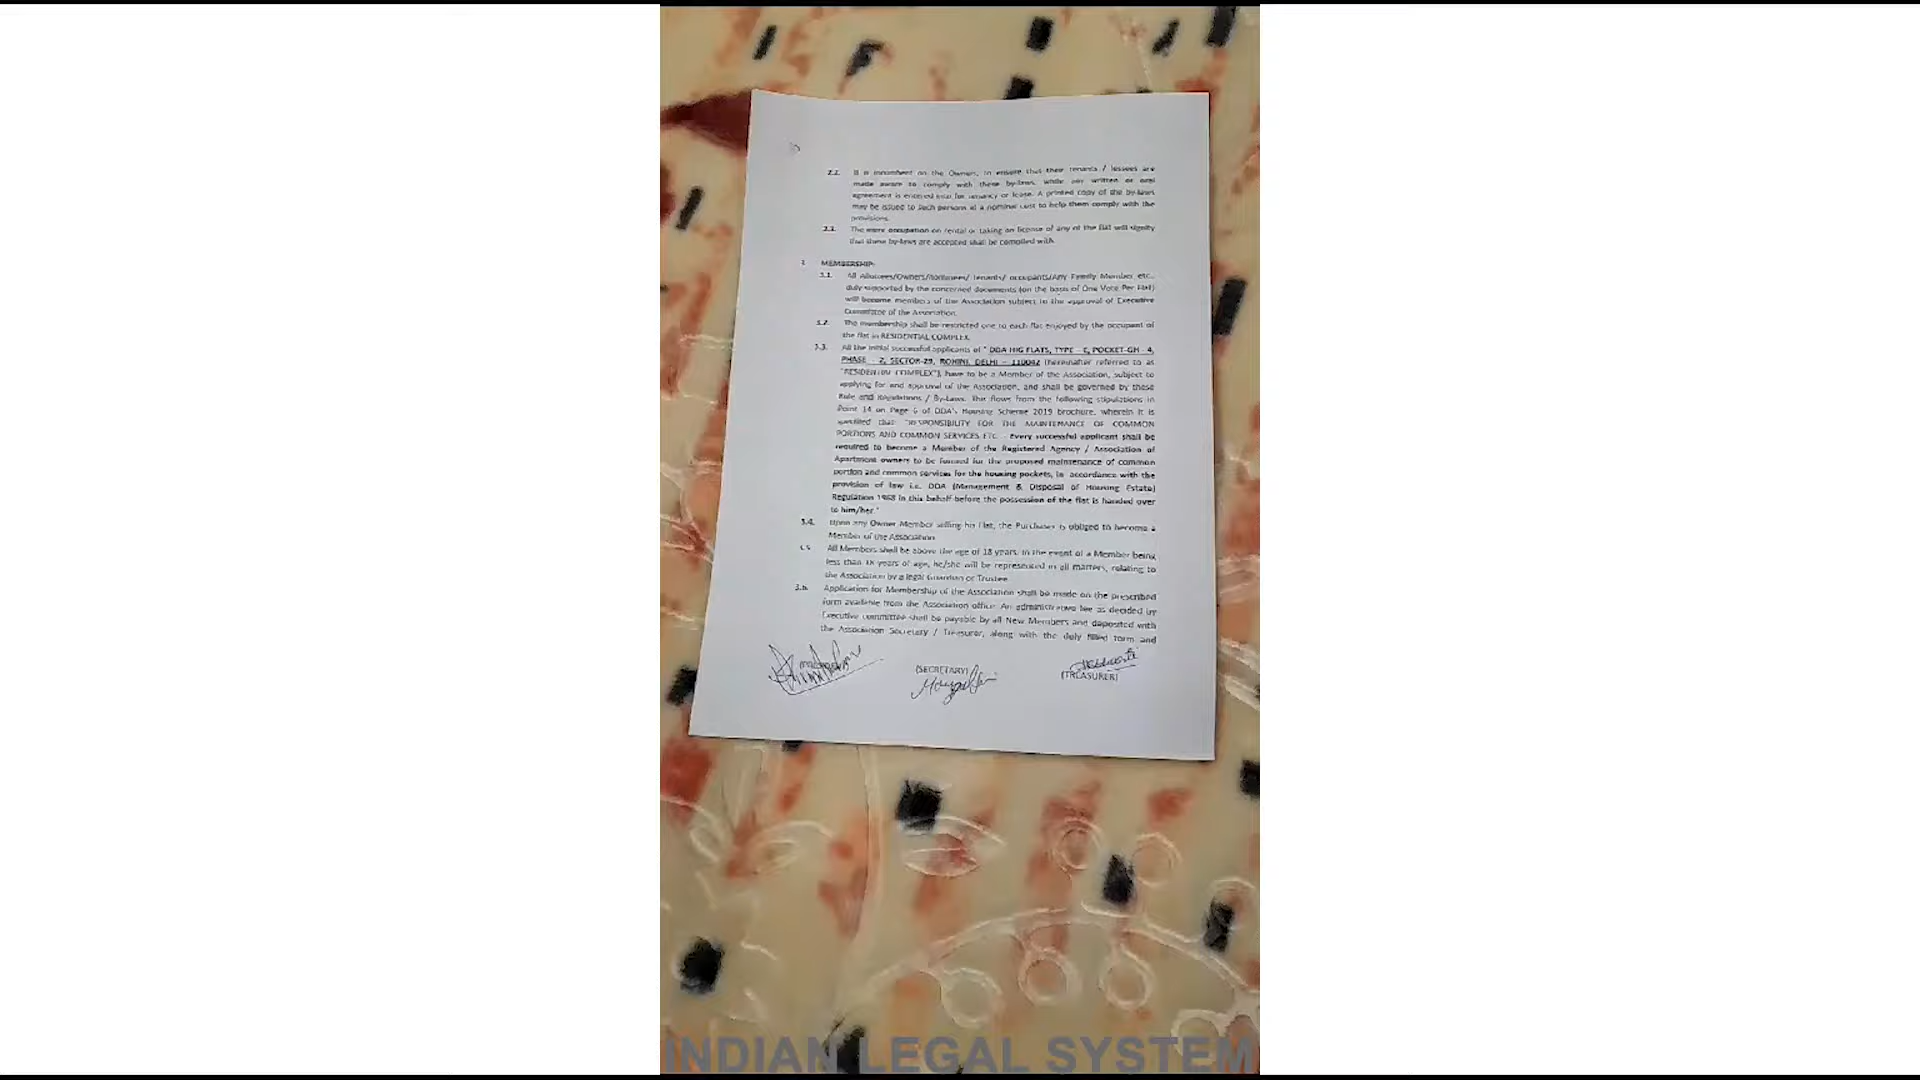 2.2. It is incumbent on the Owners, to ensure that their tenants / lessees are
made aware to comply with these by-laws, while any written or oral
agreement is entered into for tenancy or lease. A printed copy of the by-laws
may be issued to such persons at a nominal cost to help them comply with the
provisions.
2.3. The mere occupation on rental or taking on license of any of the flat will signify
that these by-laws are accepted shall be complied with.
3 MEMBERSHIP:
3.1. All Allottees/Owners/Nominees/ Tenants/ occupants/Any Family Member etc.,
duly supported by the concerned documents (on the basis of One Vote Per Flat)
will become members of the Association subject to the approval of Executive
Committee of the Association.
3.2. The membership shall be restricted one to each flat enjoyed by the occupant of
the flat in RESIDENTIAL COMPLEX.
3.3. All the initial successful applicants of " DDA HIG FLATS, TYPE - C, POCKET-GH - 4,
PHASE - 2, SECTOR-29, ROHINI, DELHI - 110042 (hereinafter referred to as
"RESIDENTIAL COMPLEX"), have to be a Member of the Association, subject to
applying for and approval of the Association, and shall be governed by these
Rule and Regulations / By-Laws. This flows from the following stipulations in
Point 14 on Page 6 of DDA's Housing Scheme 2019 brochure, wherein it is
specified that "RESPONSIBILITY FOR THE MAINTENANCE OF COMMON
PORTIONS AND COMMON SERVICES ETC. - Every successful applicant shall be
required to become a Member of the Registered Agency / Association of
Apartment owners to be formed for the proposed maintenance of common
portion and common services for the housing pockets, in accordance with the
provision of law i.e. DDA (Management & Disposal of Housing Estate)
Regulation 1968 in this behalf before the possession of the flat is handed over
to him/her."
3.4. Upon any Owner Member selling his Flat, the Purchaser is obliged to become a
Member of the Association.
3.5 All Members shall be above the age of 18 years. In the event of a Member being
less than 18 years of age, he/she will be represented in all matters, relating to
the Association by a legal Guardian or Trustee.
3.6. Application for Membership of the Association shall be made on the prescribed
form available from the Association office. An administrative fee as decided by
Executive committee shall be payable by all New Members and deposited with
the Association Secretary / Treasurer, along with the duly filled form and
(SECRETARY)
(TREASURER)
INDIAN LEGAL SYSTEM